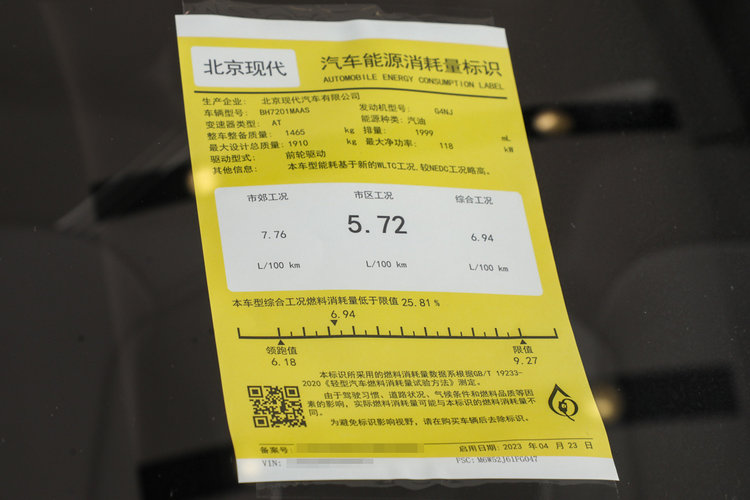 北京现代
汽车能源消耗量标识
AUTOMOBILE ENERGY CONSUMPTION LABEL
生产企业: 北京现代汽车有限公司
车辆型号: BH7201MAAS 发动机型号: G4NJ
变速器类型: AT 能源种类: 汽油
整车整备质量: 1465 kg 排量: 1999 mL
最大设计总质量: 1910 kg 最大净功率: 118 kW
驱动型式: 前轮驱动
其他信息: 本车型能耗基于新的WLTC工况,较NEDC工况略高。
市郊工况 市区工况 综合工况
7.76 5.72 6.94
L/100 km L/100 km L/100 km
本车型综合工况燃料消耗量低于限值 25.81 %
6.94
领跑值 限值
6.18 9.27
本标识所采用的燃料消耗量数据系根据GB/T 19233-
2020《轻型汽车燃料消耗量试验方法》测定。
由于驾驶习惯、道路状况、气候条件和燃料品质等因
素的影响,实际燃料消耗量可能与本标识的燃料消耗量不
同。
为避免标识影响视野,请在购买车辆后去除标识。
备案号: 启用日期: 2023 年 04 月 23 日
VIN: FSC: M6W52J61FG047